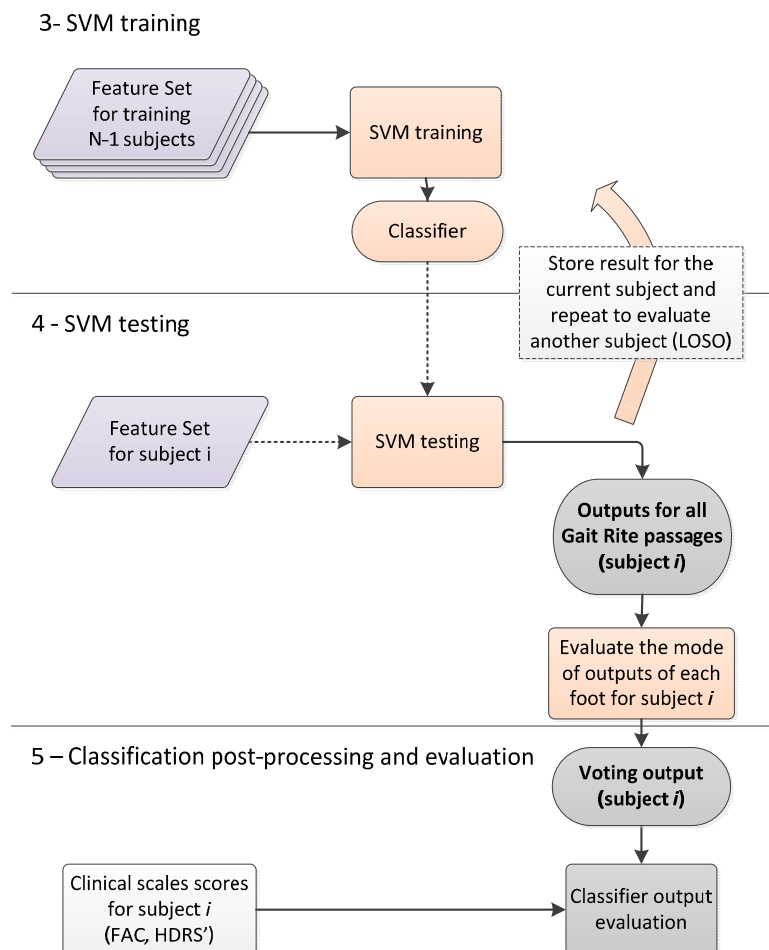 3- SVM training
Feature Set
for training
N-1 subjects
SVM training
Classifier
Store result for the
current subject and
repeat to evaluate
another subject (LOSO)
4 - SVM testing
Feature Set
for subject i
SVM testing
Outputs for all
Gait Rite passages
(subject i)
Evaluate the mode
of outputs of each
foot for subject i
5 – Classification post-processing and evaluation
Voting output
(subject i)
Clinical scales scores
for subject i
(FAC, HDRS')
Classifier output
evaluation